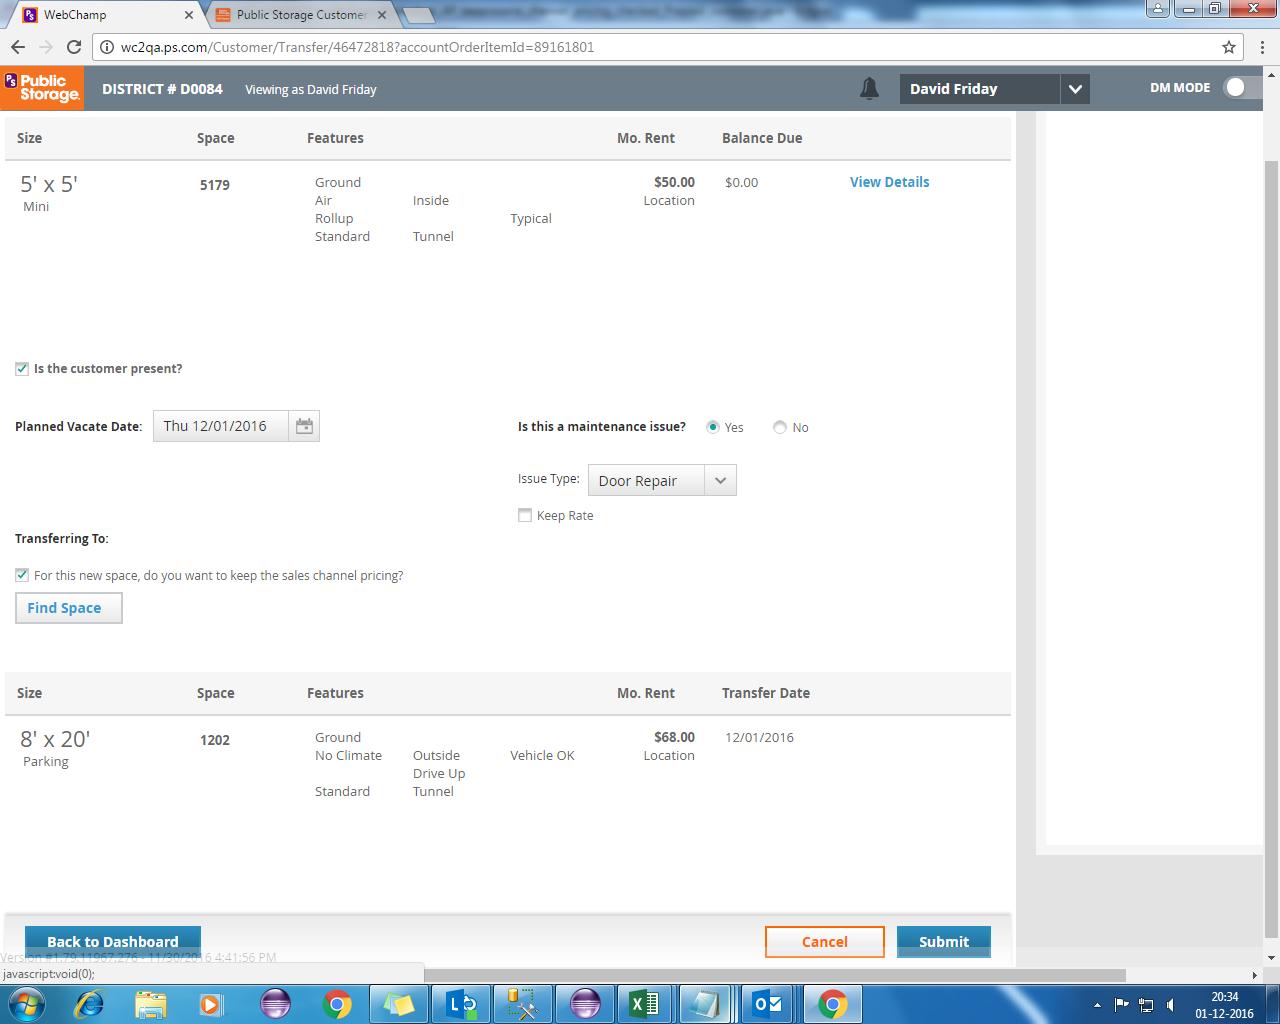 WebChamp
Public Storage Customer
wc2qa.ps.com/Customer/Transfer/46472818?accountOrderItemId=89161801
PS Public Storage. DISTRICT # D0084 Viewing as David Friday David Friday DM MODE
Size Space Features Mo. Rent Balance Due
5' x 5' 5179 Ground $50.00 $0.00 View Details
Mini Air Inside Location
Rollup Typical
Standard Tunnel
Is the customer present?
Planned Vacate Date: Thu 12/01/2016 Is this a maintenance issue? Yes No
Issue Type: Door Repair
Keep Rate
Transferring To:
For this new space, do you want to keep the sales channel pricing?
Find Space
Size Space Features Mo. Rent Transfer Date
8' x 20' 1202 Ground $68.00 12/01/2016
Parking No Climate Outside Vehicle OK Location
Drive Up
Standard Tunnel
Back to Dashboard Cancel Submit
Version #1.79.11967.276 - 11/30/2016 4:41:56 PM
javascript:void(0);
20:34
01-12-2016